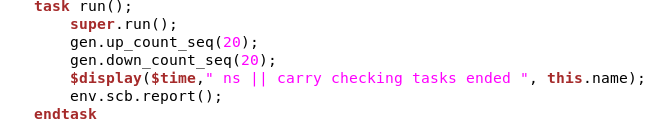 task run();
super.run();
gen.up_count_seq(20);
gen.down_count_seq(20);
$display($time," ns || carry checking tasks ended ", this.name);
env.scb.report();
endtask